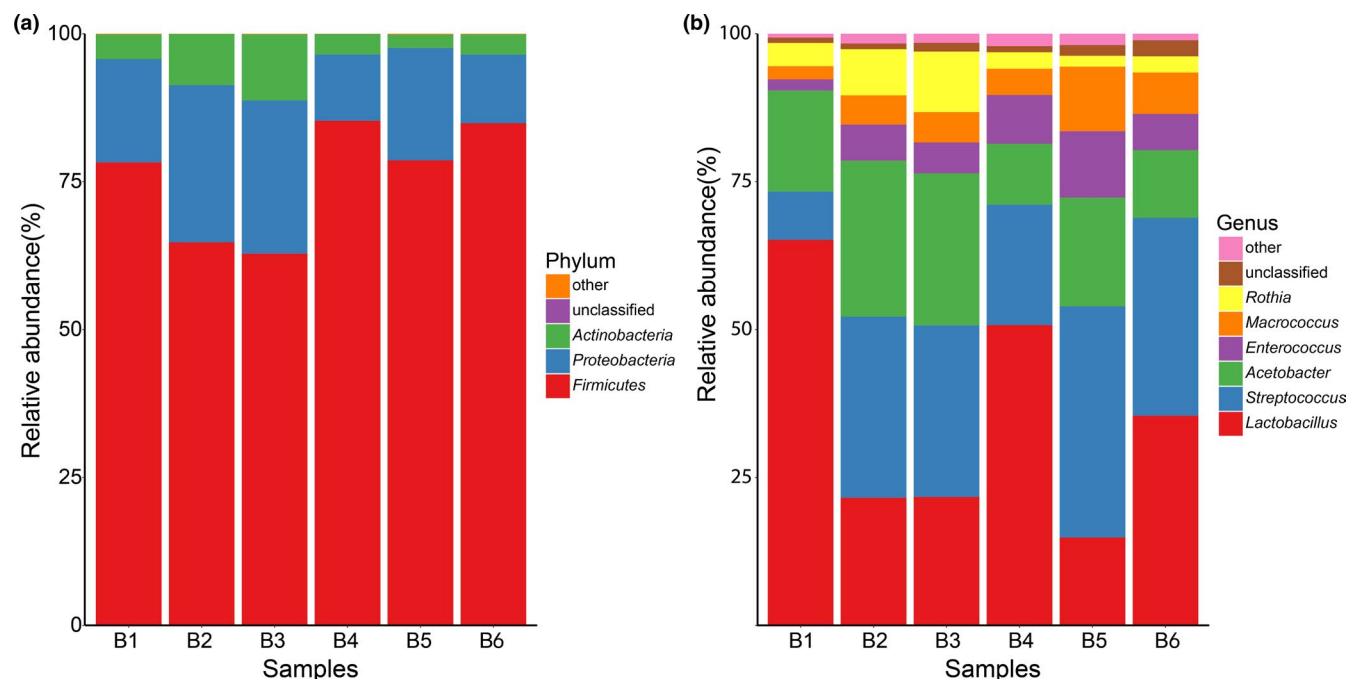 (a)
Relative abundance(%)
100
75
50
25
0
B1 B2 B3 B4 B5 B6
Samples
Phylum
other
unclassified
Actinobacteria
Proteobacteria
Firmicutes
(b)
Relative abundance(%)
100
75
50
25
B1 B2 B3 B4 B5 B6
Samples
Genus
other
unclassified
Rothia
Macrococcus
Enterococcus
Acetobacter
Streptococcus
Lactobacillus